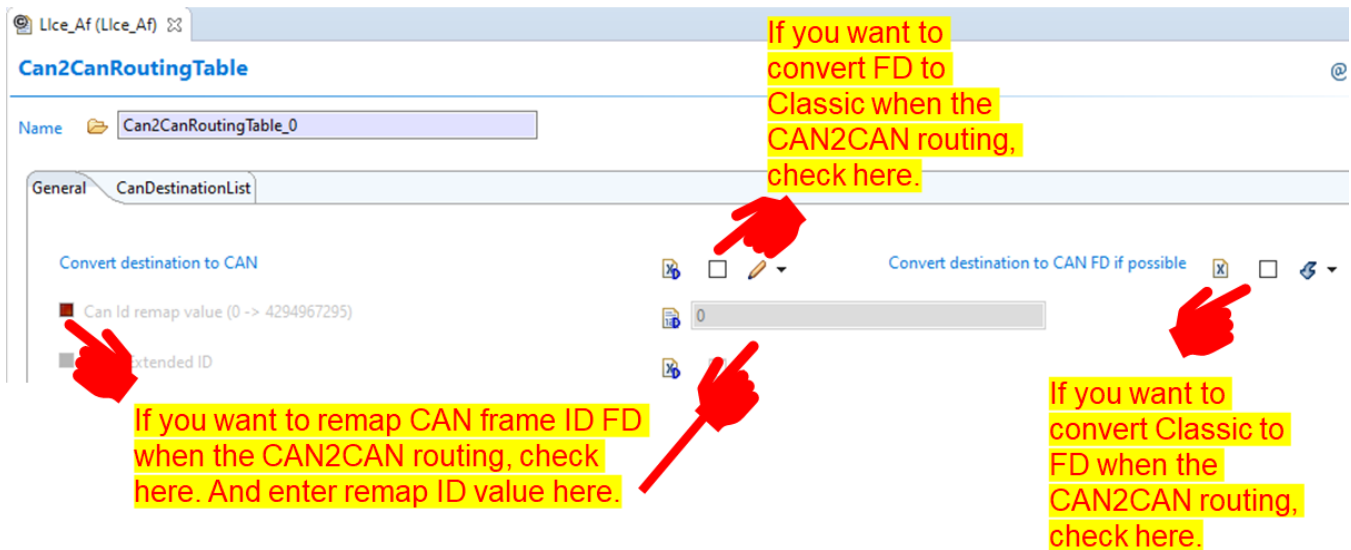 Llce_Af (Llce_Af)
If you want to
convert FD to
Classic when the
CAN2CAN routing,
check here.
Can2CanRoutingTable
@
Name
Can2CanRoutingTable_0
General
CanDestinationList
Convert destination to CAN
Convert destination to CAN FD if possible
Can Id remap value (0 -> 4294967295)
0
Extended ID
If you want to remap CAN frame ID FD
when the CAN2CAN routing, check
here. And enter remap ID value here.
If you want to
convert Classic to
FD when the
CAN2CAN routing,
check here.